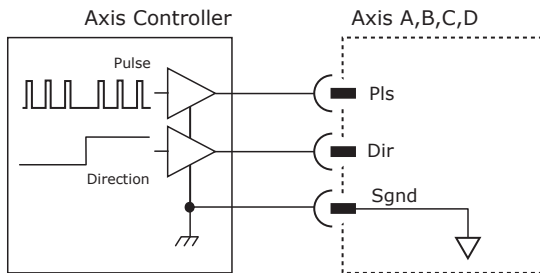 Axis Controller
Axis A,B,C,D
Pulse
Pls
Dir
Direction
Sgnd